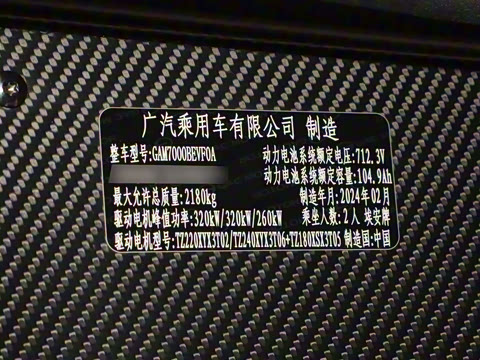 广汽乘用车有限公司 制造
整车型号:GAM7000BEVF0A 动力电池系统额定电压:712.3V
动力电池系统额定容量:104.9Ah
最大允许总质量:2180kg 制造年月:2024年02月
驱动电机峰值功率:320kW/320kW/260kW 乘坐人数:2人 埃安牌
驱动电机型号:TZ220XYX3T02/TZ240XYX3T06+TZ180XSX3T05 制造国:中国